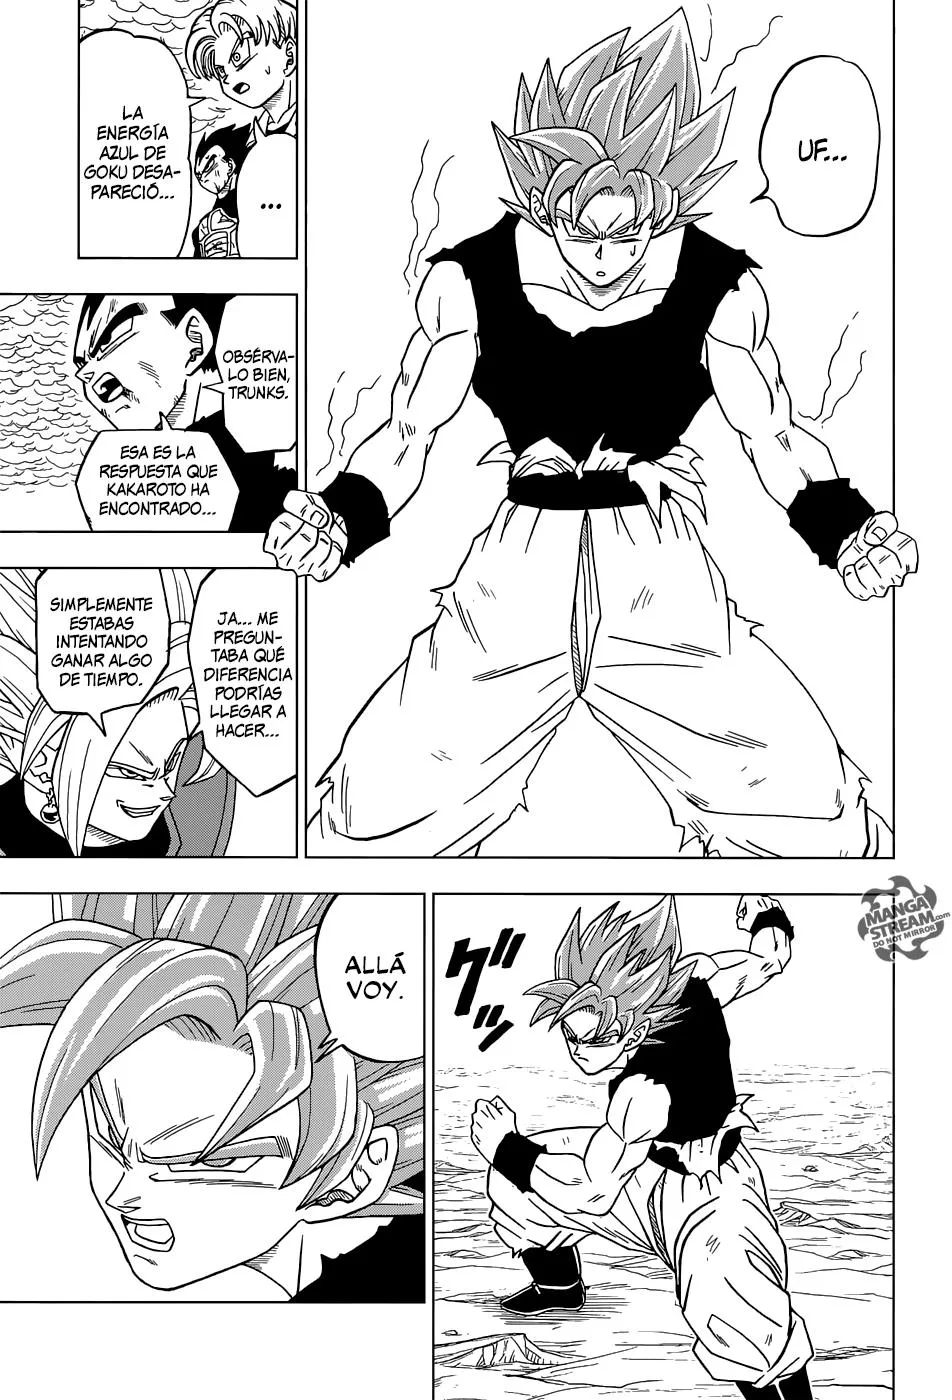 UF...
LA
ENERGÍA
AZUL DE
GOKU DESA-
PARECIÓ...
...
OBSÉRVA-
LO BIEN,
TRUNKS.
ESA ES LA
RESPUESTA QUE
KAKAROTO HA
ENCONTRADO...
JA... ME
PREGUN-
TABA QUÉ
DIFERENCIA
PODRÍAS
LLEGAR A
HACER...
SIMPLEMENTE
ESTABAS
INTENTANDO
GANAR ALGO
DE TIEMPO.
MANGA
STREAM.com
DO NOT MIRROR!
グッ
ALLÁ
VOY.